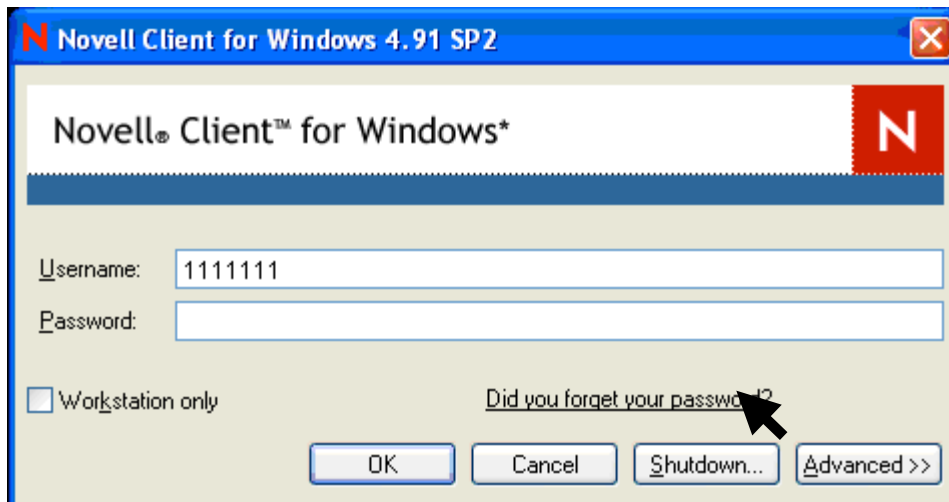 N Novell Client for Windows 4.91 SP2
Novell® Client™ for Windows*
N
Username: 1111111
Password:
Workstation only
Did you forget your password?
OK Cancel Shutdown... Advanced >>